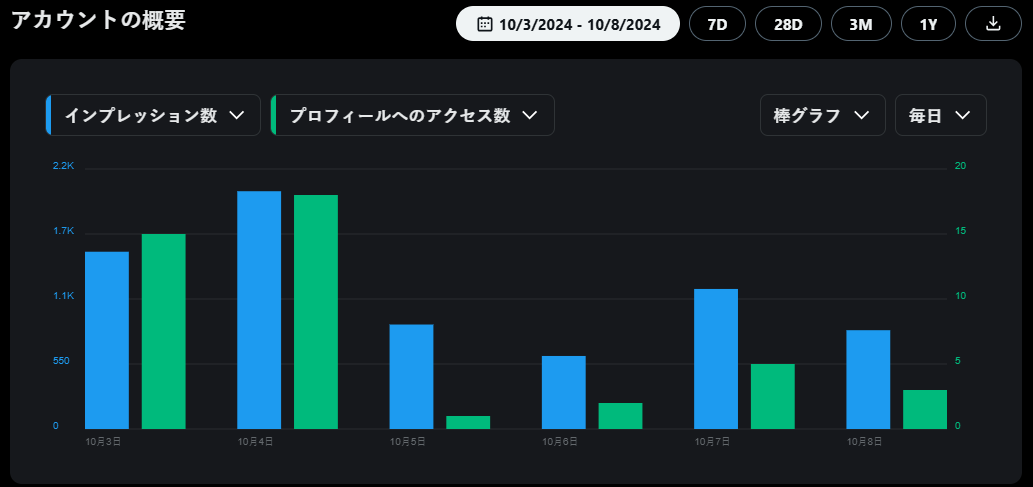 アカウントの概要
10/3/2024 - 10/8/2024 7D 28D 3M 1Y
インプレッション数 プロフィールへのアクセス数 棒グラフ 毎日
2.2K 20
1.7K 15
1.1K 10
550 5
0 0
10月3日 10月4日 10月5日 10月6日 10月7日 10月8日